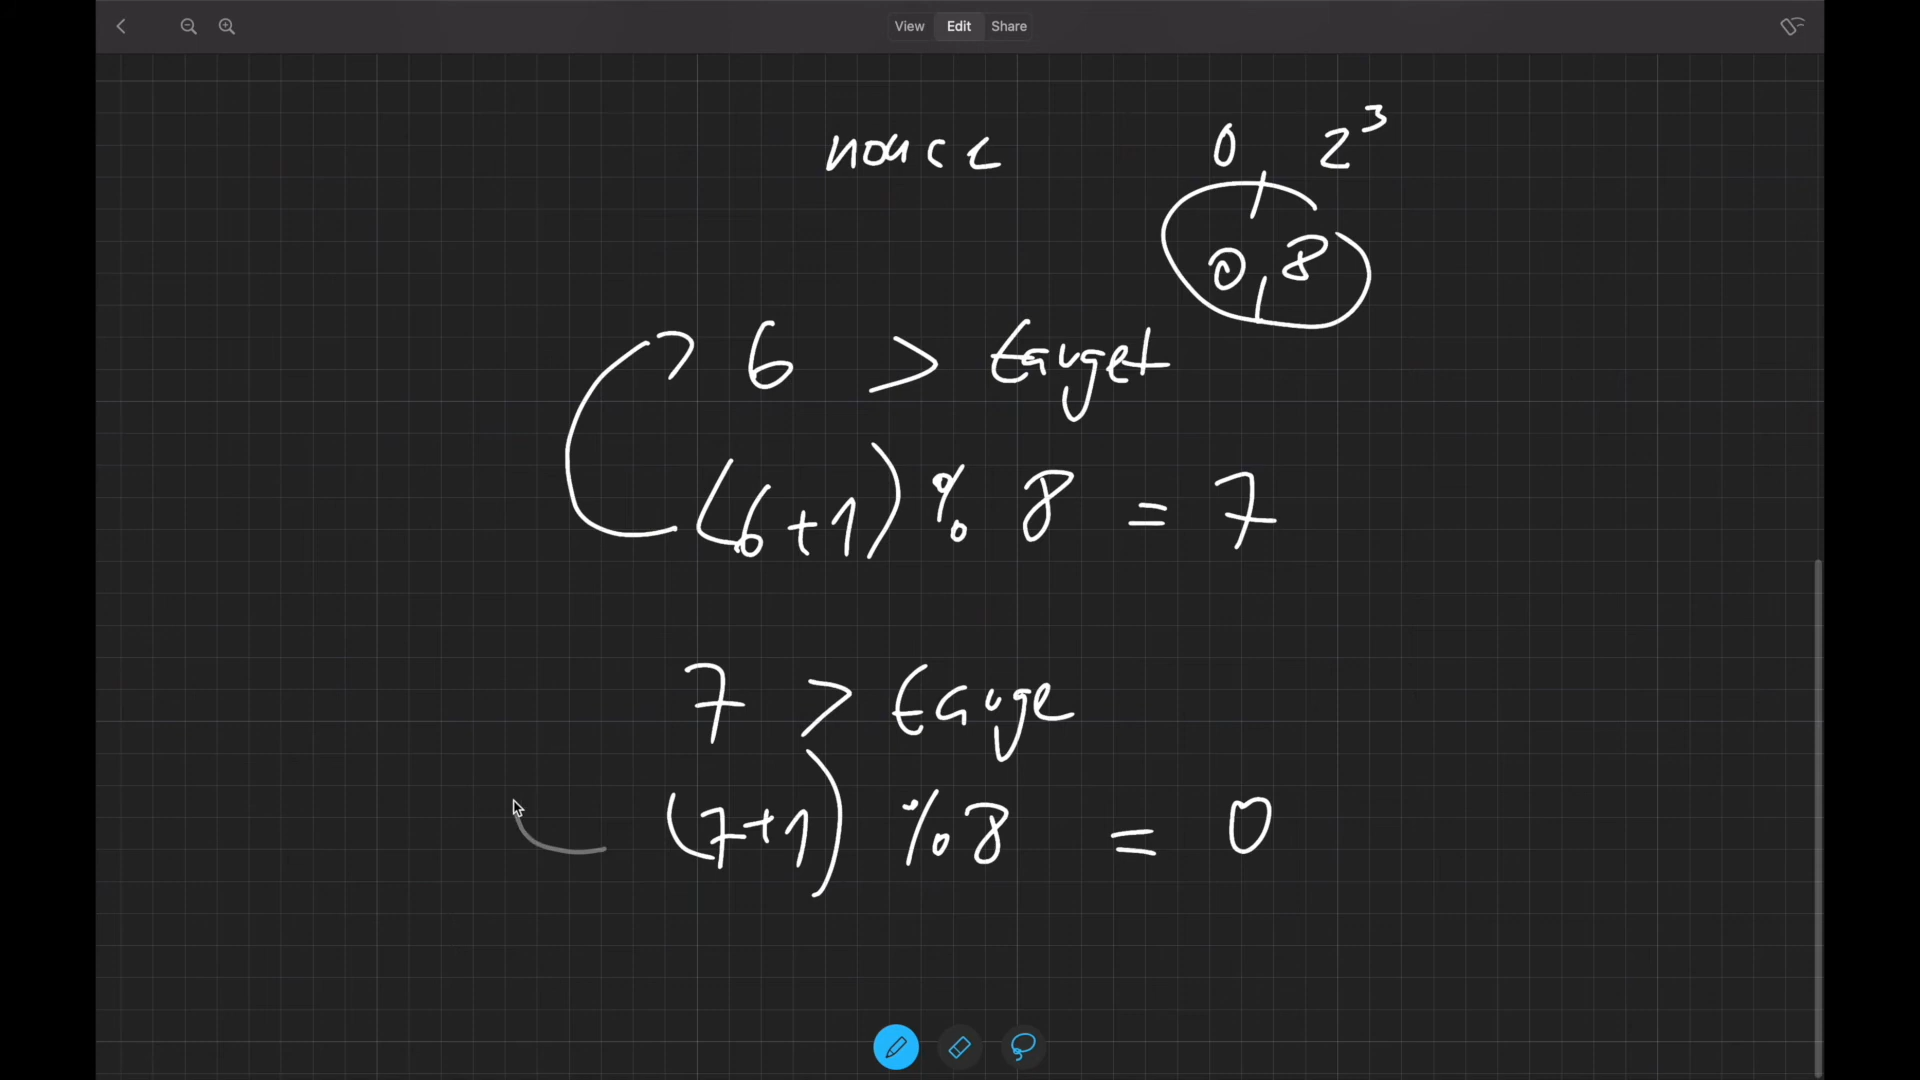 View Edit Share
nonce 0 2³
0 8
6 > target
(6+1) % 8 = 7
7 > targe
(7+1) % 8 = 0